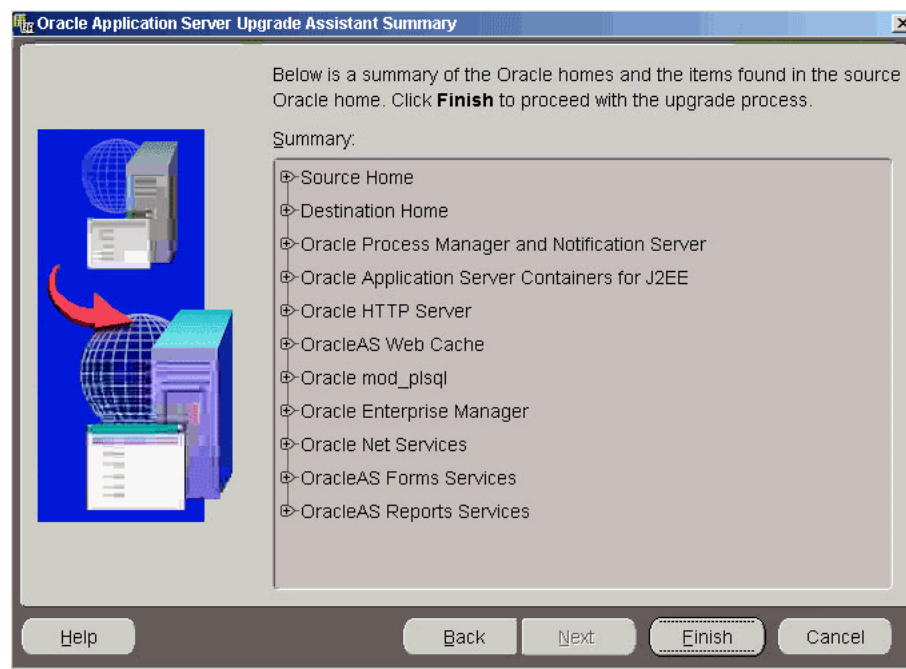 Oracle Application Server Upgrade Assistant Summary
Below is a summary of the Oracle homes and the items found in the source
Oracle home. Click Finish to proceed with the upgrade process.
Summary:
Source Home
Destination Home
Oracle Process Manager and Notification Server
Oracle Application Server Containers for J2EE
Oracle HTTP Server
OracleAS Web Cache
Oracle mod_plsql
Oracle Enterprise Manager
Oracle Net Services
OracleAS Forms Services
OracleAS Reports Services
Help Back Next Finish Cancel